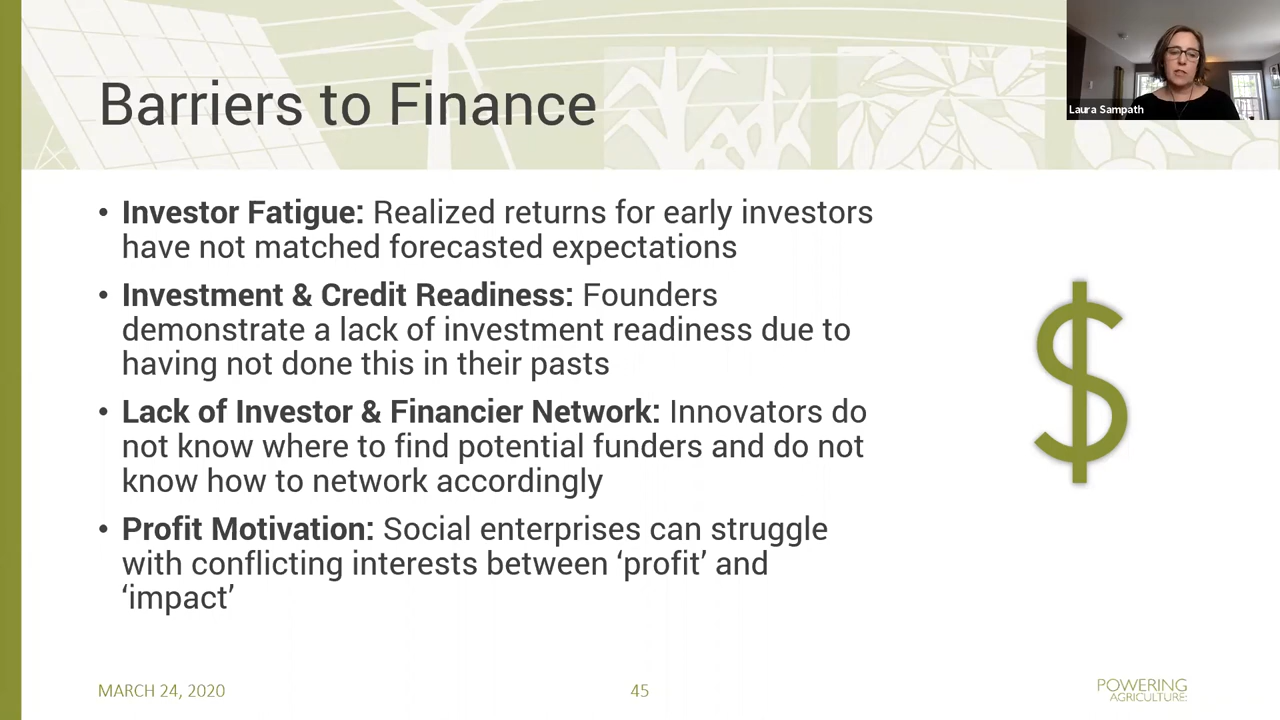 Barriers to Finance
Laura Sampath
• Investor Fatigue: Realized returns for early investors
have not matched forecasted expectations
• Investment & Credit Readiness: Founders
demonstrate a lack of investment readiness due to
having not done this in their pasts
• Lack of Investor & Financier Network: Innovators do
not know where to find potential funders and do not
know how to network accordingly
• Profit Motivation: Social enterprises can struggle
with conflicting interests between ‘profit’ and
‘impact’
$
MARCH 24, 2020
45
POWERING
AGRICULTURE: